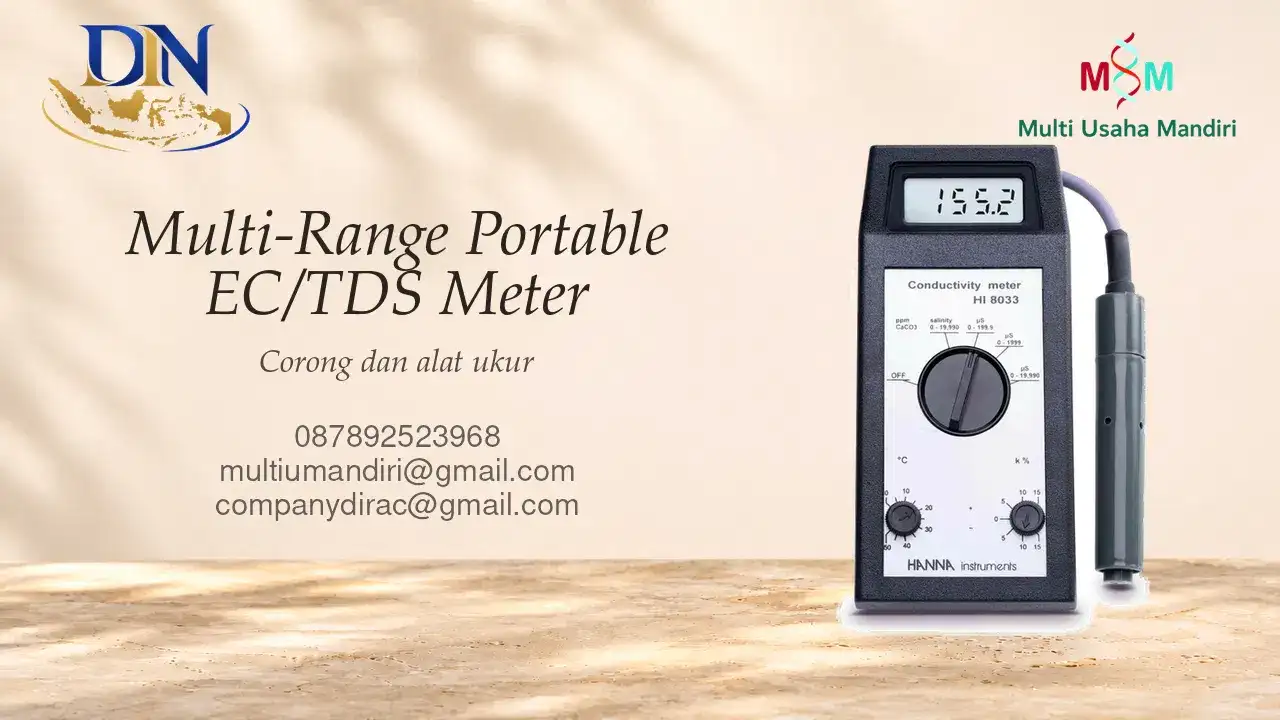 DIN
MSM
Multi Usaha Mandiri
Multi-Range Portable
EC/TDS Meter
Corong dan alat ukur
087892523968
multiumandiri@gmail.com
companydirac@gmail.com
155.2
Conductivity meter
HI 8033
ppm
CaCO3
salinity
0 - 19,990
µS
0 - 199.9
µS
0 - 1999
µS
0 - 19,990
OFF
°C
k %
0 10 20 30 40 50
5 10 15
0
5 10 15
+
-
HANNA instruments